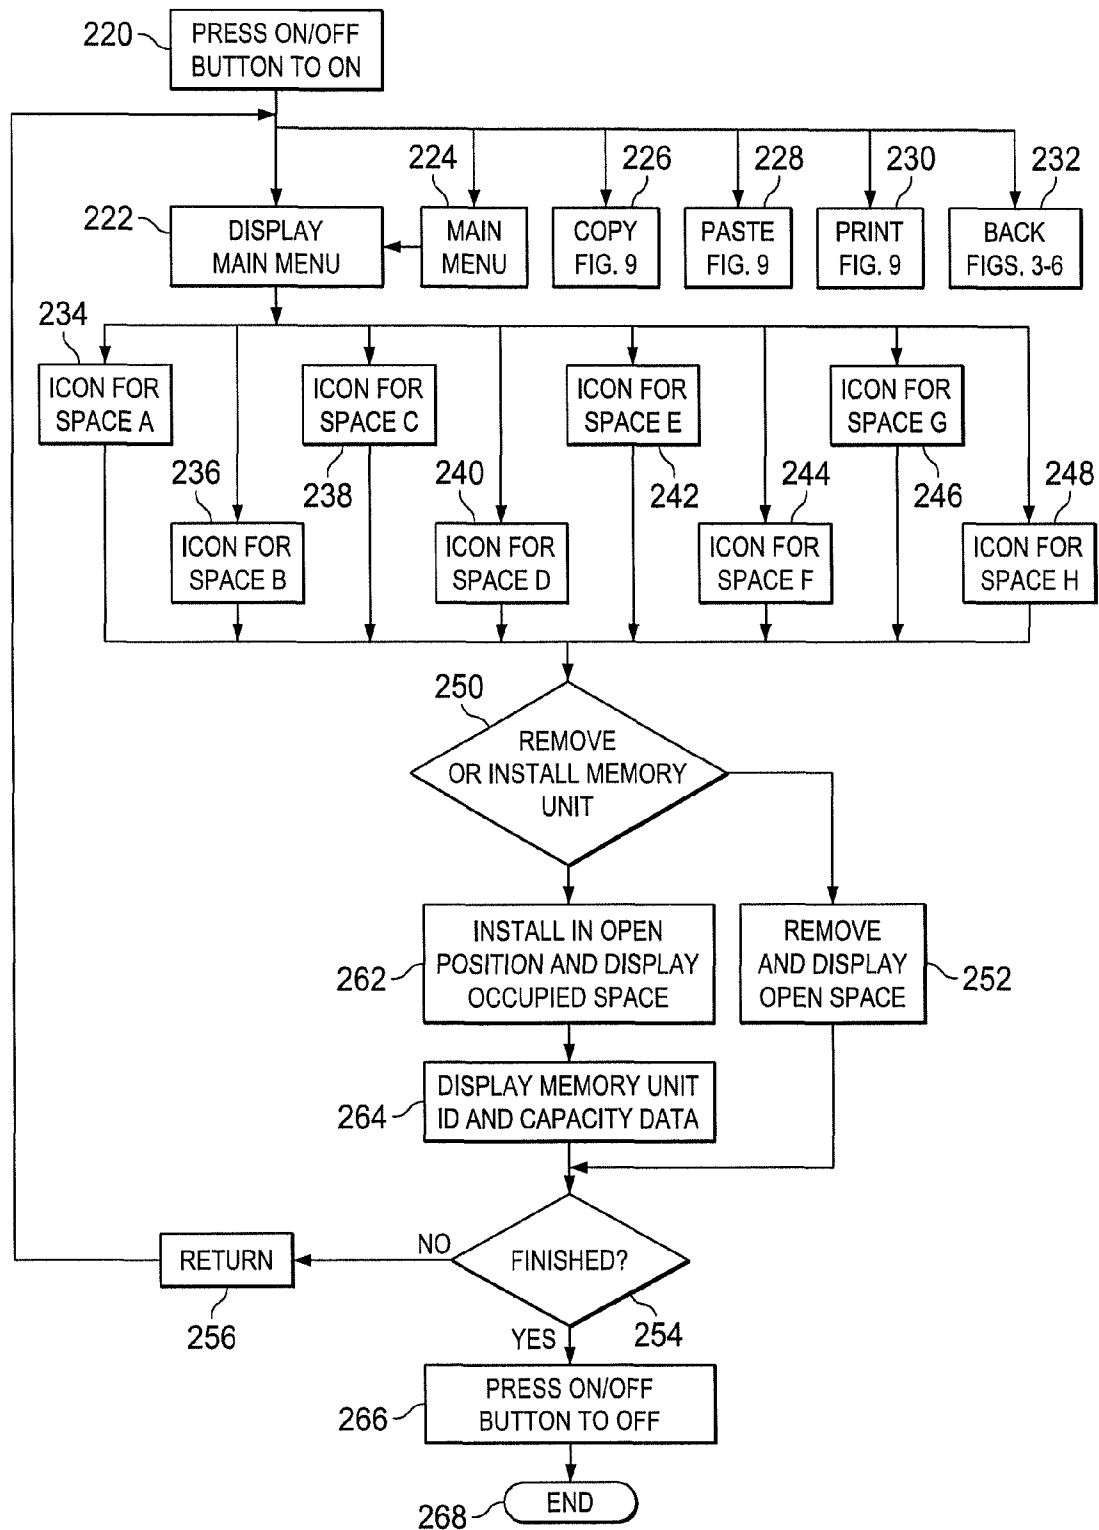 220
PRESS ON/OFF
BUTTON TO ON
222
DISPLAY
MAIN MENU
224
MAIN
MENU
226
COPY
FIG. 9
228
PASTE
FIG. 9
230
PRINT
FIG. 9
232
BACK
FIGS. 3-6
234
ICON FOR
SPACE A
236
ICON FOR
SPACE B
238
ICON FOR
SPACE C
240
ICON FOR
SPACE D
242
ICON FOR
SPACE E
244
ICON FOR
SPACE F
246
ICON FOR
SPACE G
248
ICON FOR
SPACE H
250
REMOVE
OR INSTALL MEMORY
UNIT
262
INSTALL IN OPEN
POSITION AND DISPLAY
OCCUPIED SPACE
REMOVE
AND DISPLAY
OPEN SPACE
252
264
DISPLAY MEMORY UNIT
ID AND CAPACITY DATA
FINISHED?
254
NO
RETURN
256
YES
266
PRESS ON/OFF
BUTTON TO OFF
268
END